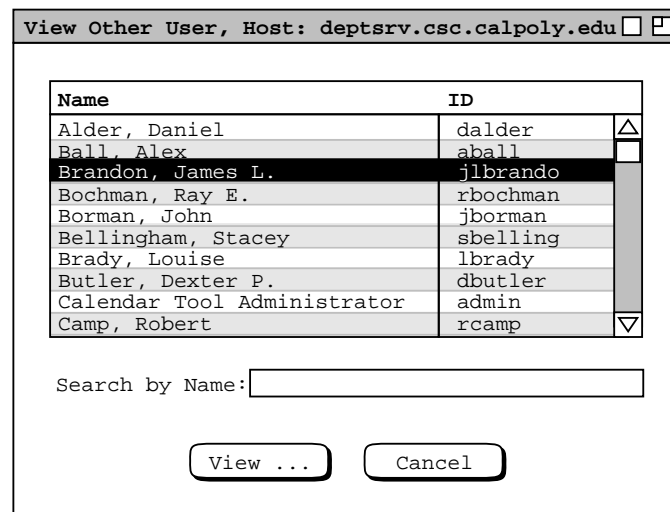 View Other User, Host: deptsrv.csc.calpoly.edu
Name ID
Alder, Daniel dalder
Ball, Alex aball
Brandon, James L. jlbrando
Bochman, Ray E. rbochman
Borman, John jborman
Bellingham, Stacey sbelling
Brady, Louise lbrady
Butler, Dexter P. dbutler
Calendar Tool Administrator admin
Camp, Robert rcamp
Search by Name:
View ... Cancel